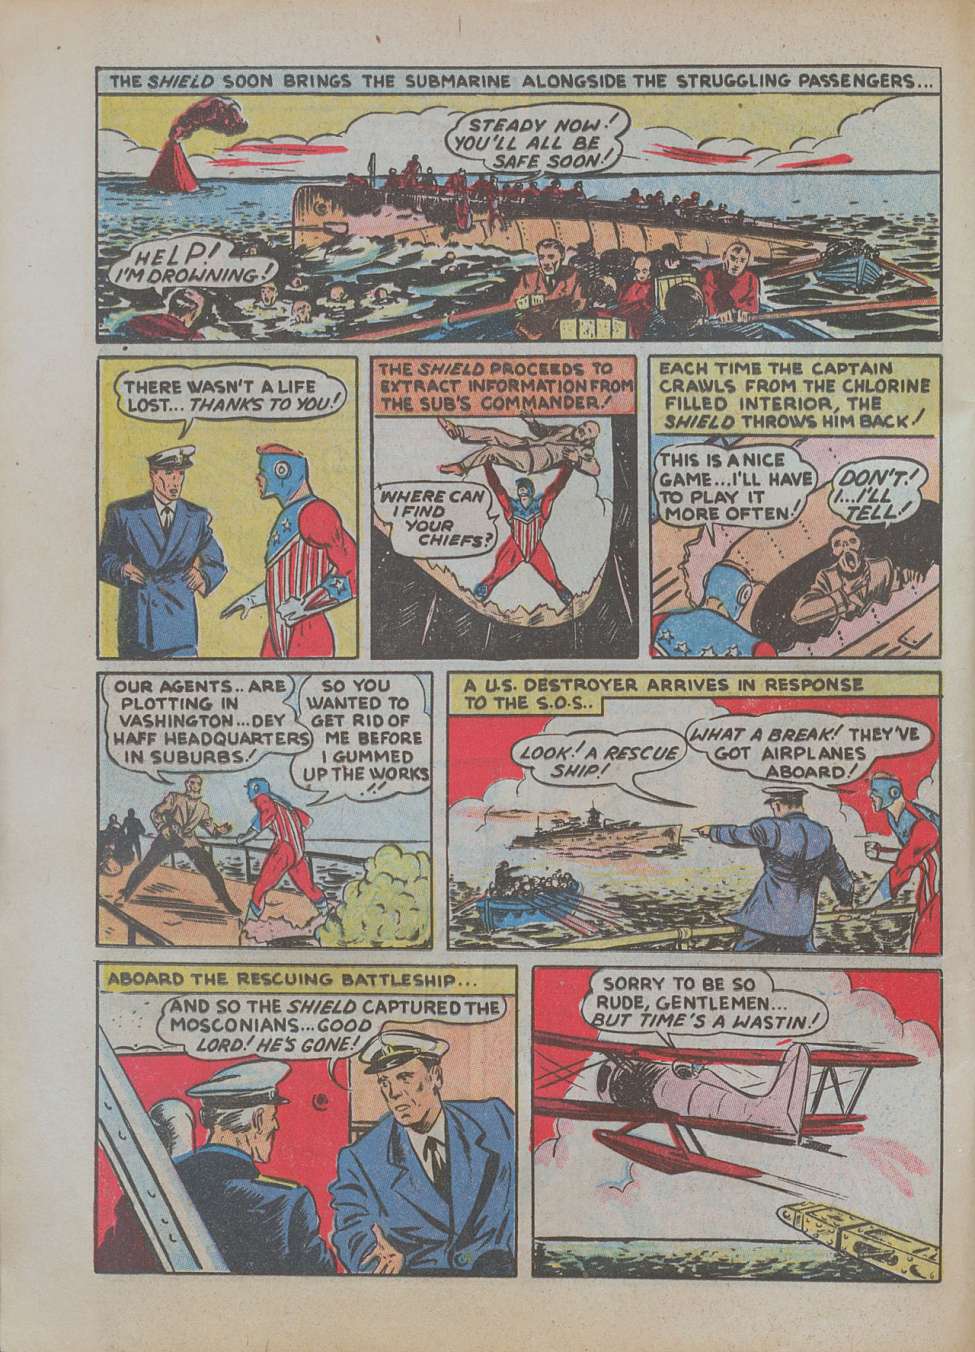 THE SHIELD SOON BRINGS THE SUBMARINE ALONGSIDE THE STRUGGLING PASSENGERS...
STEADY NOW!
YOU'LL ALL BE
SAFE SOON!
HELP!
I'M DROWNING!
THERE WASN'T A LIFE
LOST... THANKS TO YOU!
THE SHIELD PROCEEDS TO
EXTRACT INFORMATION FROM
THE SUB'S COMMANDER!
WHERE CAN
I FIND
YOUR
CHIEFS?
EACH TIME THE CAPTAIN
CRAWLS FROM THE CHLORINE
FILLED INTERIOR, THE
SHIELD THROWS HIM BACK!
THIS IS A NICE
GAME...I'LL HAVE
TO PLAY IT
MORE OFTEN!
DON'T!
I...I'LL
TELL!
OUR AGENTS.. ARE
PLOTTING IN
VASHINGTON...DEY
HAFF HEADQUARTERS
IN SUBURBS!
SO YOU
WANTED TO
GET RID OF
ME BEFORE
I GUMMED
UP THE WORKS
!!
A U.S. DESTROYER ARRIVES IN RESPONSE
TO THE S.O.S..
LOOK! A RESCUE
SHIP!
WHAT A BREAK! THEY'VE
GOT AIRPLANES
ABOARD!
ABOARD THE RESCUING BATTLESHIP...
AND SO THE SHIELD CAPTURED THE
MOSCONIANS...GOOD
LORD! HE'S GONE!
SORRY TO BE SO
RUDE, GENTLEMEN...
BUT TIME'S A WASTIN!